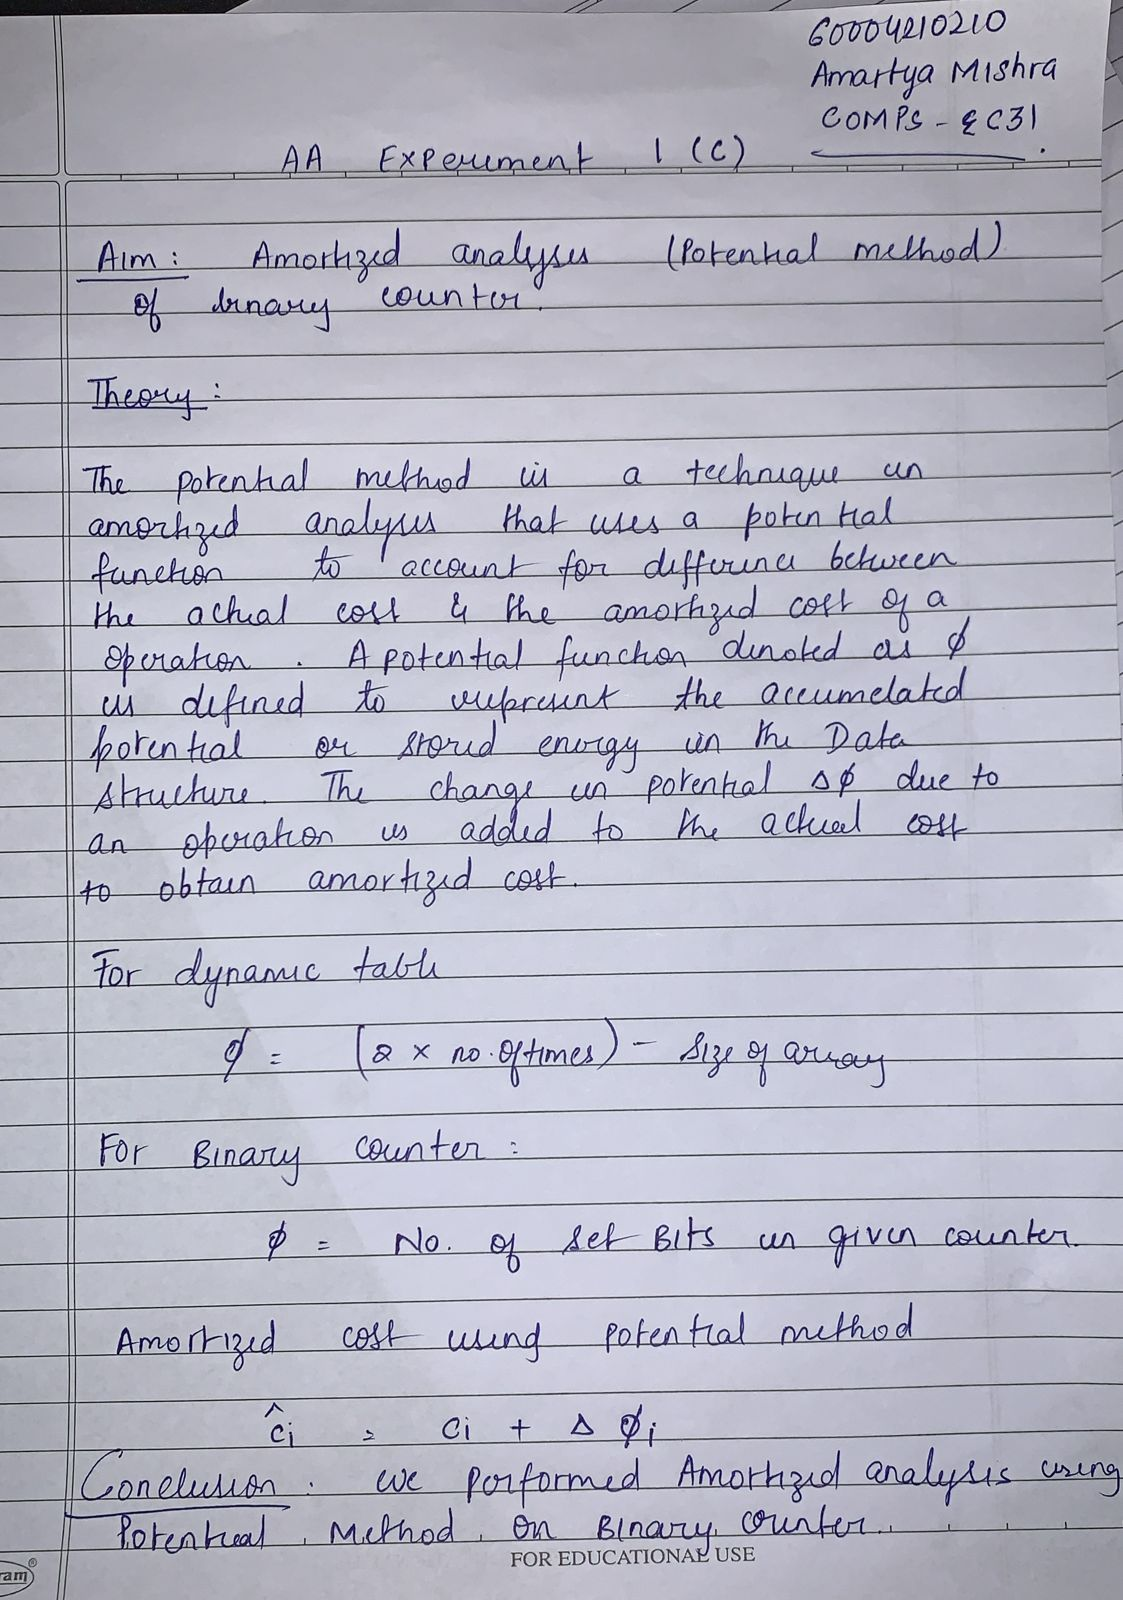 60004210210
Amartya Mishra
COMPS - EC31
AA Experiment 1 (C)
Aim: Amortized analysis (Potential method)
of binary counter.
Theory:
The potential method is a technique in
amortized analysis that uses a potential
function to account for difference between
the actual cost & the amortized cost of a
operation. A potential function denoted as ϕ
is defined to represent the accumelated
potential or stored energy in the Data
structure. The change in potential Δϕ due to
an operation is added to the actual cost
to obtain amortized cost.
For dynamic table
ϕ = (2 × no. of times) - Size of array
For Binary counter:
ϕ = No. of set Bits in given counter.
Amortized cost using potential method
ĉi = ci + Δ ϕi
Conclusion: We performed Amortized analysis using
Potential Method on Binary counter.
FOR EDUCATIONAL USE
ram®